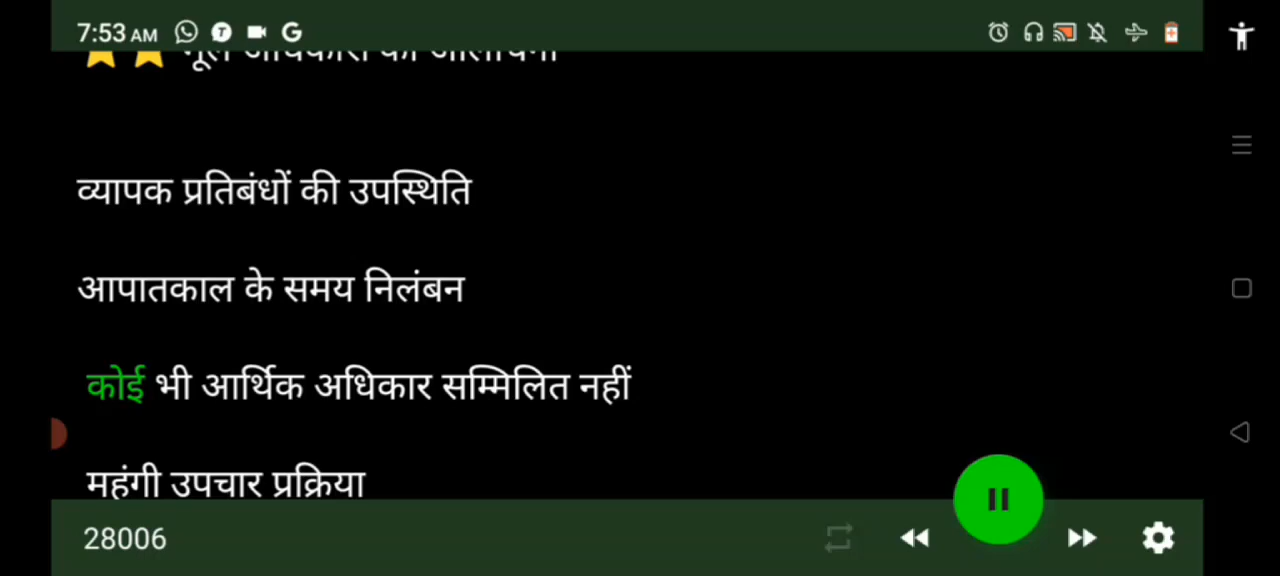 7:53 AM
व्यापक प्रतिबंधों की उपस्थिति
आपातकाल के समय निलंबन
कोई भी आर्थिक अधिकार सम्मिलित नहीं
महंगी उपचार प्रक्रिया
28006